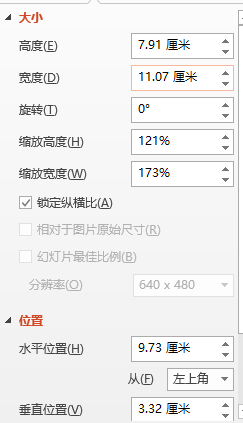 大小
高度(E) 7.91 厘米
宽度(D) 11.07 厘米
旋转(T) 0°
缩放高度(H) 121%
缩放宽度(W) 173%
锁定纵横比(A)
相对于图片原始尺寸(R)
幻灯片最佳比例(B)
分辨率(O) 640 x 480
位置
水平位置(H) 9.73 厘米
从(F) 左上角
垂直位置(V) 3.32 厘米